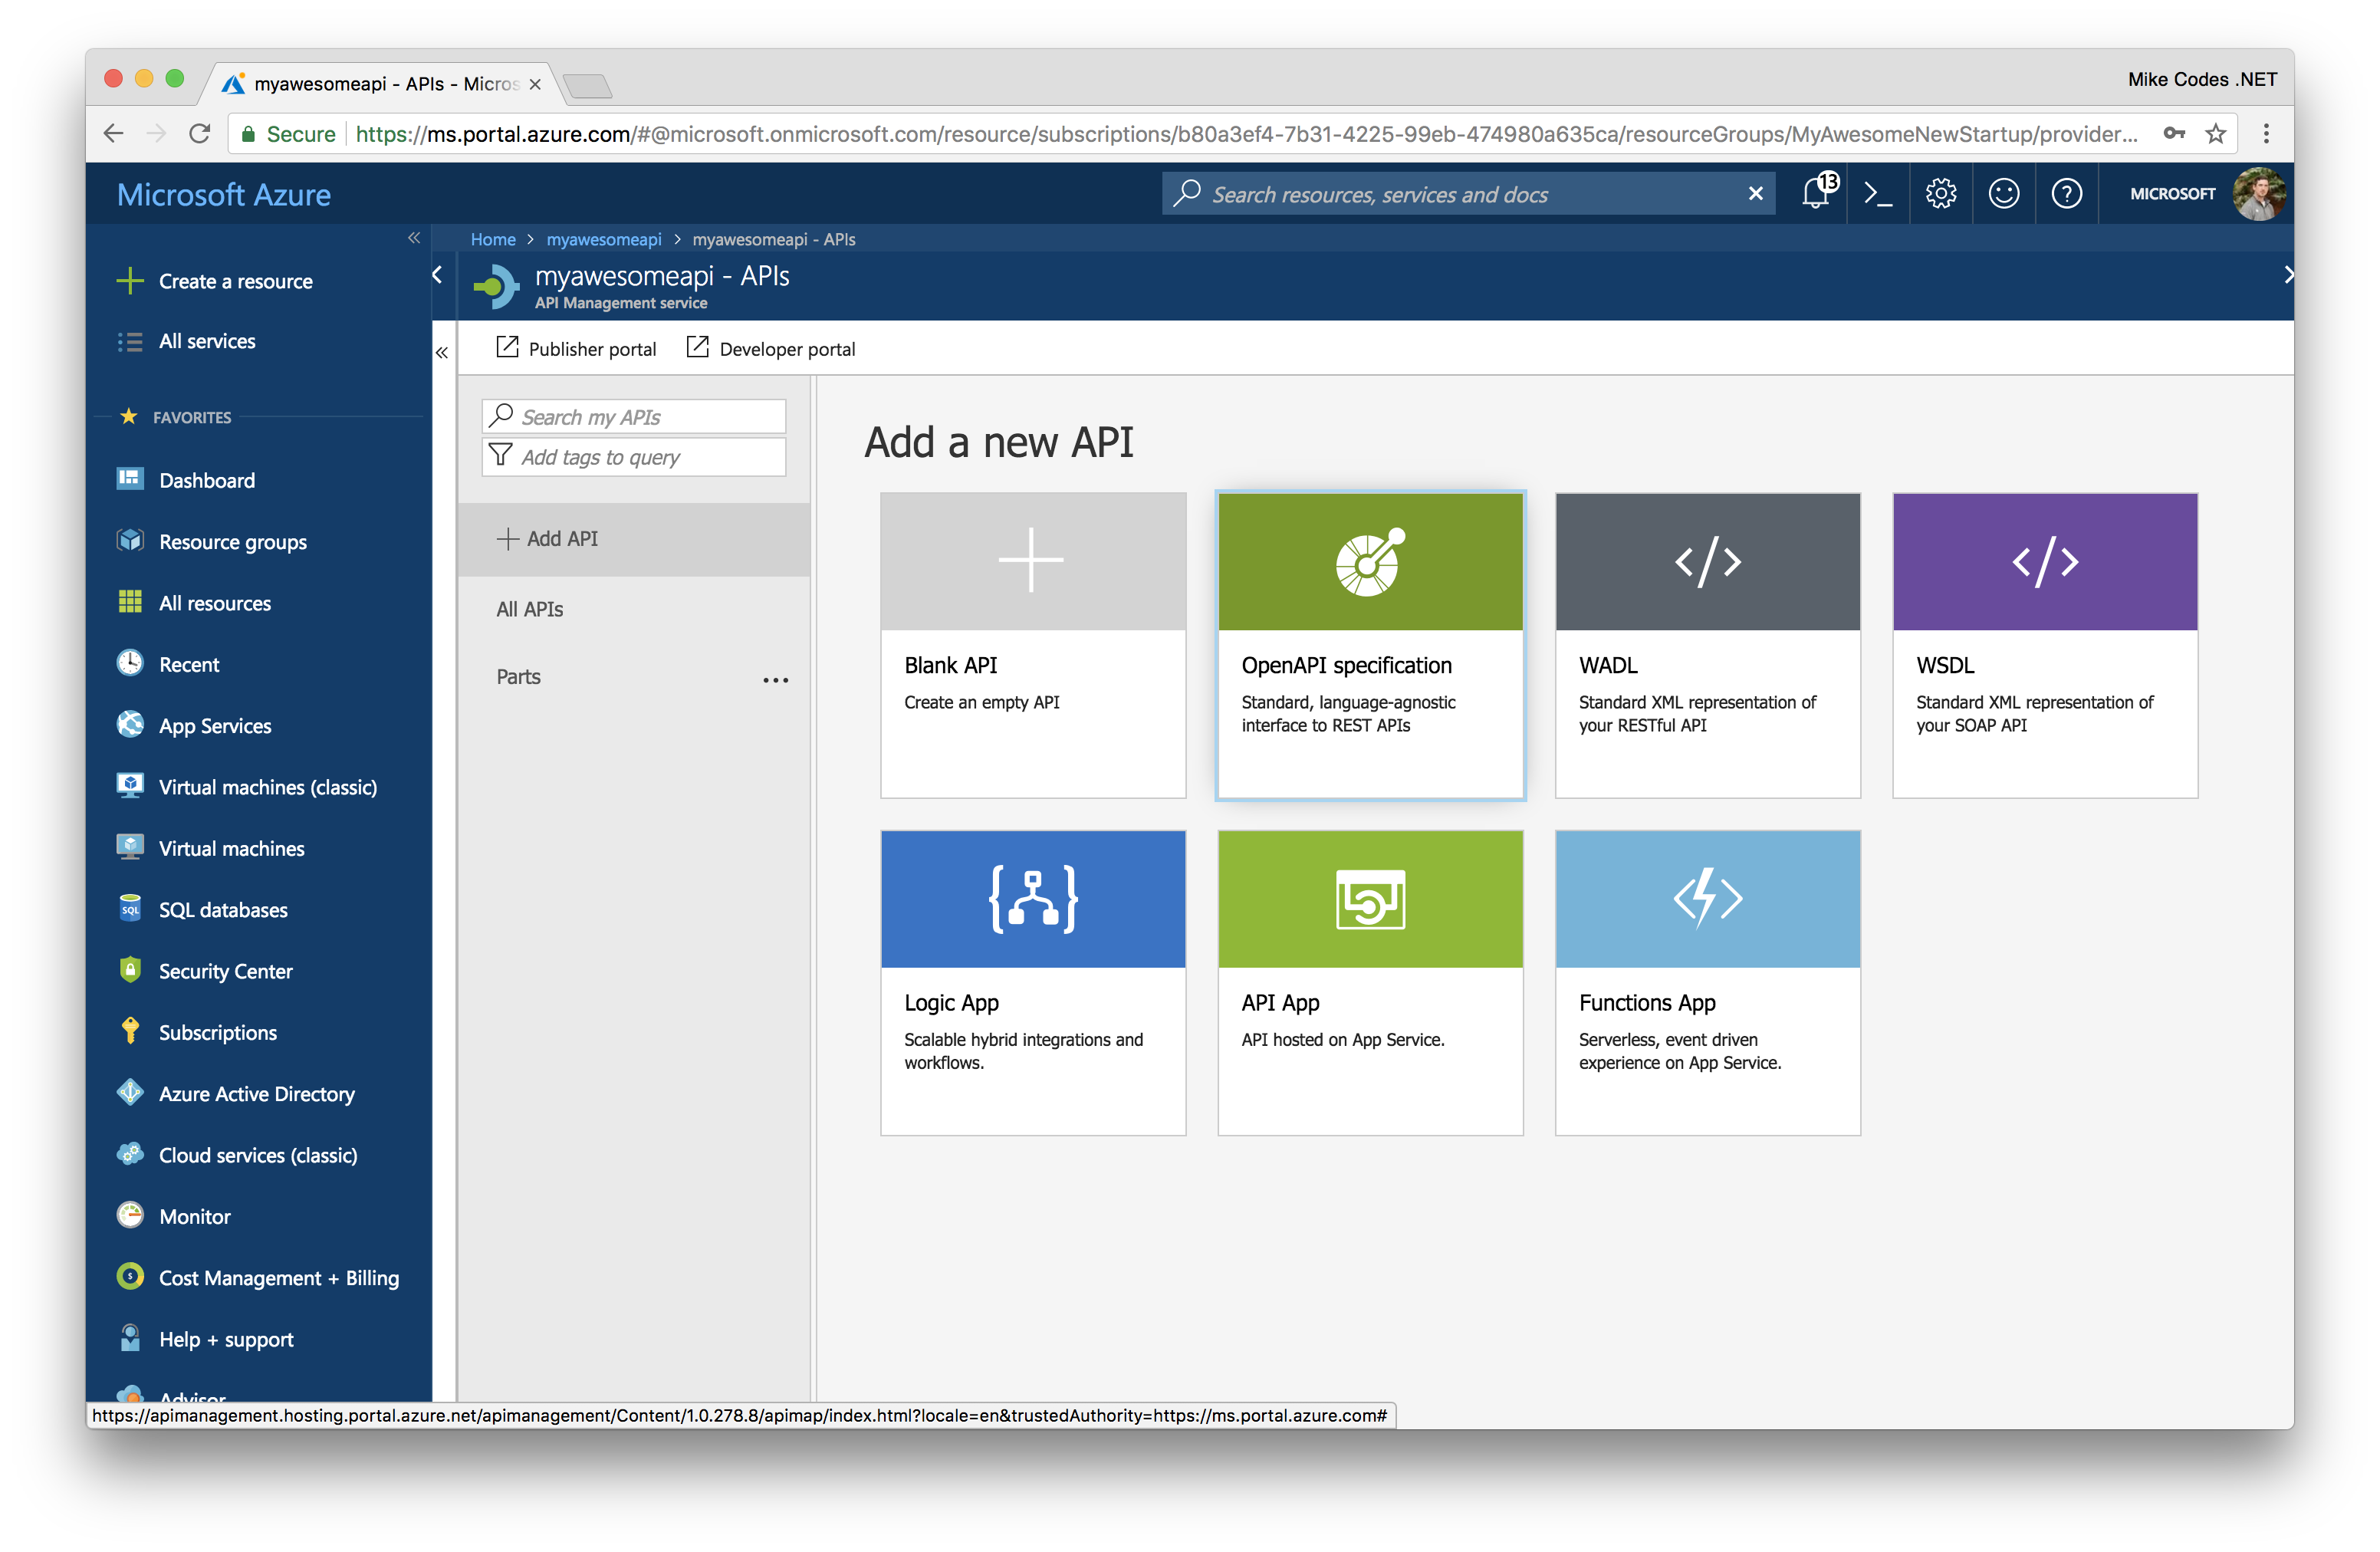 myawesomeapi - APIs - Micros
Mike Codes .NET
Secure
https://ms.portal.azure.com/#@microsoft.onmicrosoft.com/resource/subscriptions/b80a3ef4-7b31-4225-99eb-474980a635ca/resourceGroups/MyAwesomeNewStartup/provider...
Microsoft Azure
Search resources, services and docs
13
MICROSOFT
Home > myawesomeapi > myawesomeapi - APIs
myawesomeapi - APIs
API Management service
Create a resource
All services
FAVORITES
Dashboard
Resource groups
All resources
Recent
App Services
Virtual machines (classic)
Virtual machines
SQL
SQL databases
Security Center
Subscriptions
Azure Active Directory
Cloud services (classic)
Monitor
Cost Management + Billing
Help + support
Advisor
Publisher portal
Developer portal
Search my APIs
Add tags to query
Add API
All APIs
Parts
Add a new API
Blank API
Create an empty API
OpenAPI specification
Standard, language-agnostic
interface to REST APIs
WADL
Standard XML representation of
your RESTful API
WSDL
Standard XML representation of
your SOAP API
Logic App
Scalable hybrid integrations and
workflows.
API App
API hosted on App Service.
Functions App
Serverless, event driven
experience on App Service.
https://apimanagement.hosting.portal.azure.net/apimanagement/Content/1.0.278.8/apimap/index.html?locale=en&trustedAuthority=https://ms.portal.azure.com#